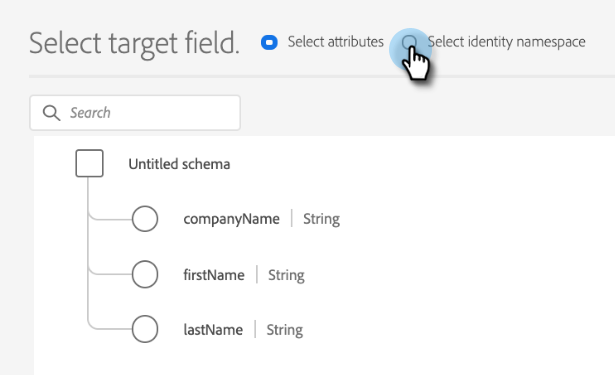 Select target field. Select attributes Select identity namespace
Search
Untitled schema
companyName String
firstName String
lastName String